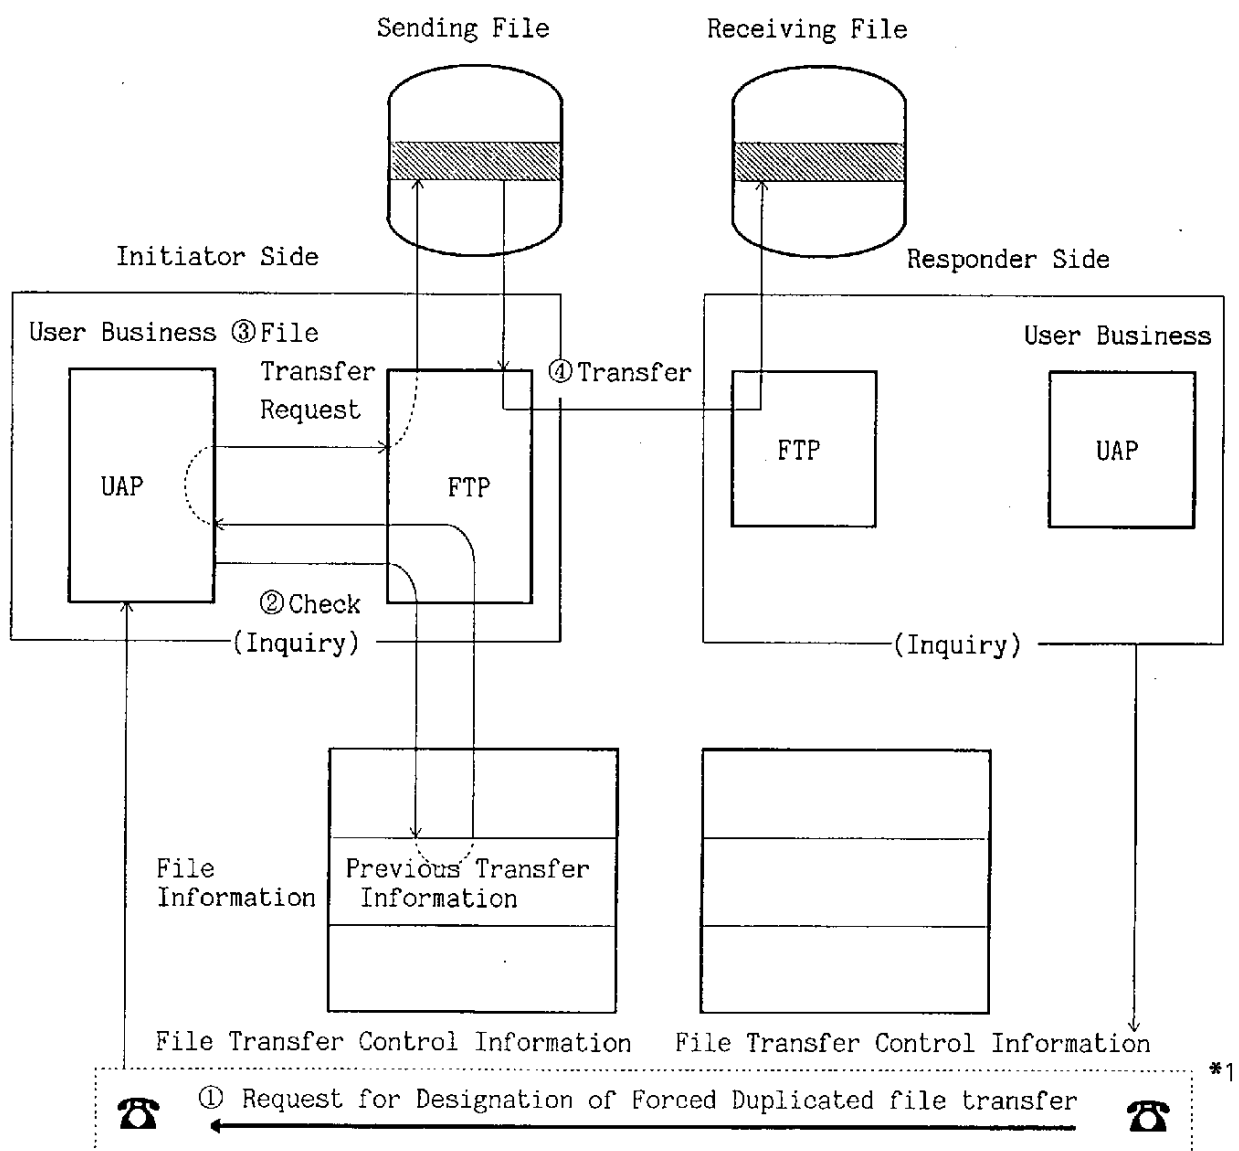 Sending File
Receiving File
Initiator Side
Responder Side
User Business ③File
Transfer
Request
User Business
④Transfer
UAP
FTP
FTP
UAP
②Check
(Inquiry)
(Inquiry)
File
Information
Previous Transfer
Information
File Transfer Control Information
File Transfer Control Information
*1
① Request for Designation of Forced Duplicated file transfer